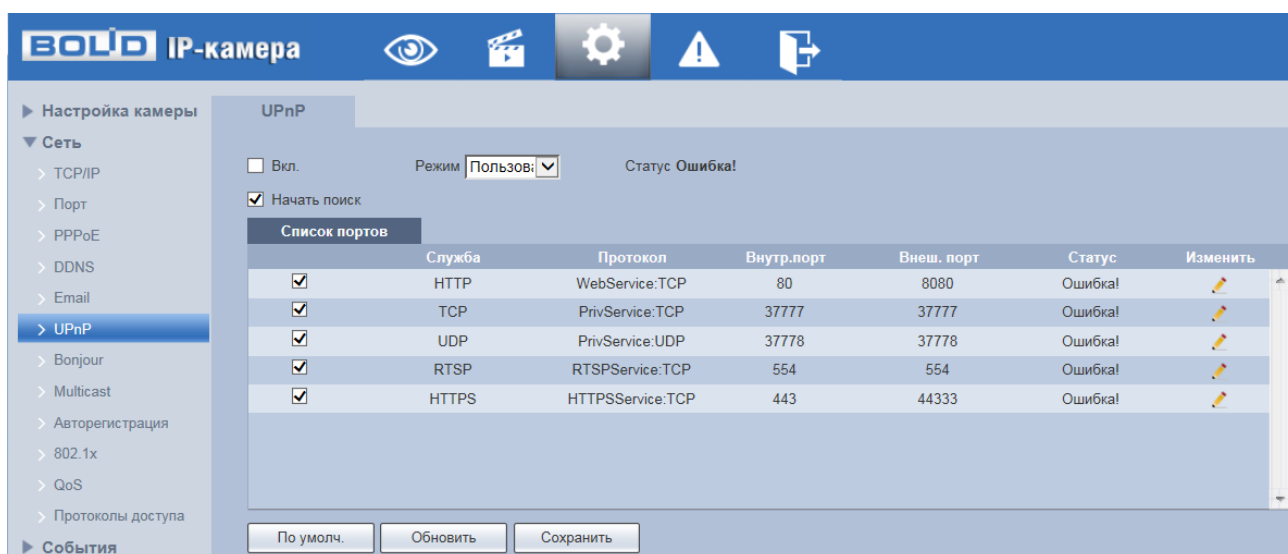 BOLID IP-камера
Настройка камеры
Сеть
TCP/IP
Порт
PPPoE
DDNS
Email
UPnP
Bonjour
Multicast
Авторегистрация
802.1x
QoS
Протоколы доступа
События
UPnP
Вкл. Режим Пользова Статус Ошибка!
Начать поиск
Список портов
Служба Протокол Внутр.порт Внеш. порт Статус Изменить
HTTP WebService:TCP 80 8080 Ошибка!
TCP PrivService:TCP 37777 37777 Ошибка!
UDP PrivService:UDP 37778 37778 Ошибка!
RTSP RTSPService:TCP 554 554 Ошибка!
HTTPS HTTPSService:TCP 443 44333 Ошибка!
По умолч. Обновить Сохранить